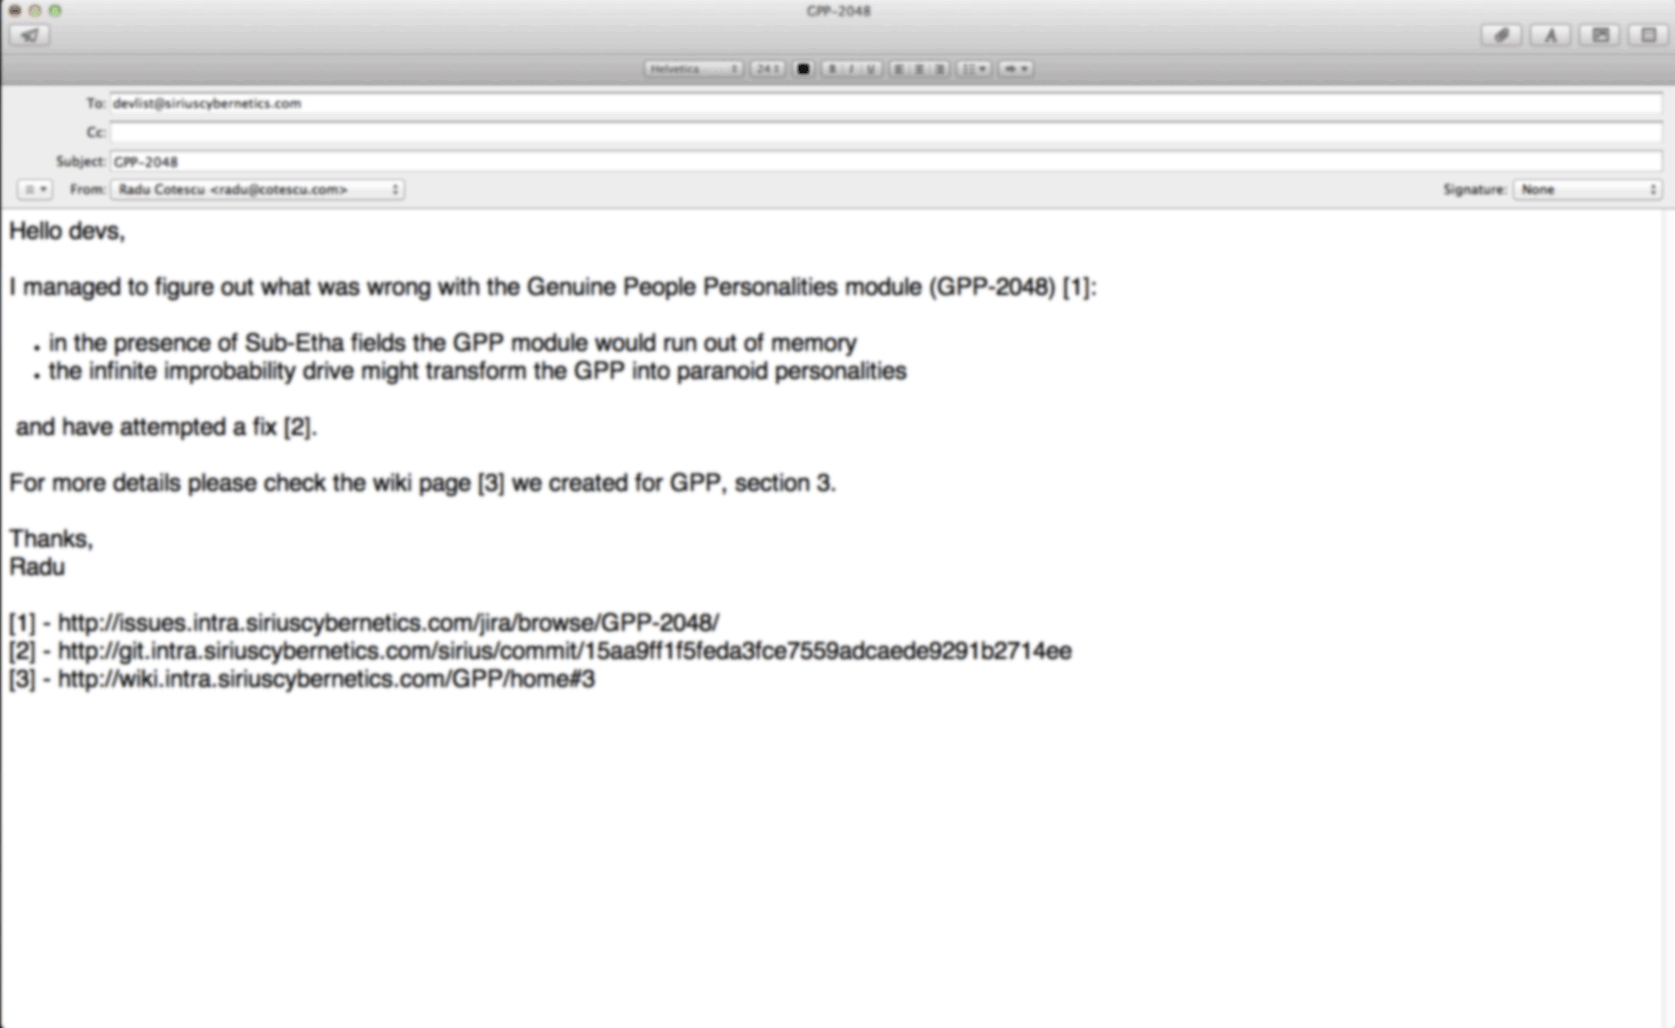 GPP-2048
Helvetica
24
B I U
To: devlist@siriuscybernetics.com
Cc:
Subject: GPP-2048
From: Radu Cotescu <radu@cotescu.com>
Signature: None
Hello devs,
I managed to figure out what was wrong with the Genuine People Personalities module (GPP-2048) [1]:
• in the presence of Sub-Etha fields the GPP module would run out of memory
• the infinite improbability drive might transform the GPP into paranoid personalities
and have attempted a fix [2].
For more details please check the wiki page [3] we created for GPP, section 3.
Thanks,
Radu
[1] - http://issues.intra.siriuscybernetics.com/jira/browse/GPP-2048/
[2] - http://git.intra.siriuscybernetics.com/sirius/commit/15aa9ff1f5feda3fce7559adcaede9291b2714ee
[3] - http://wiki.intra.siriuscybernetics.com/GPP/home#3